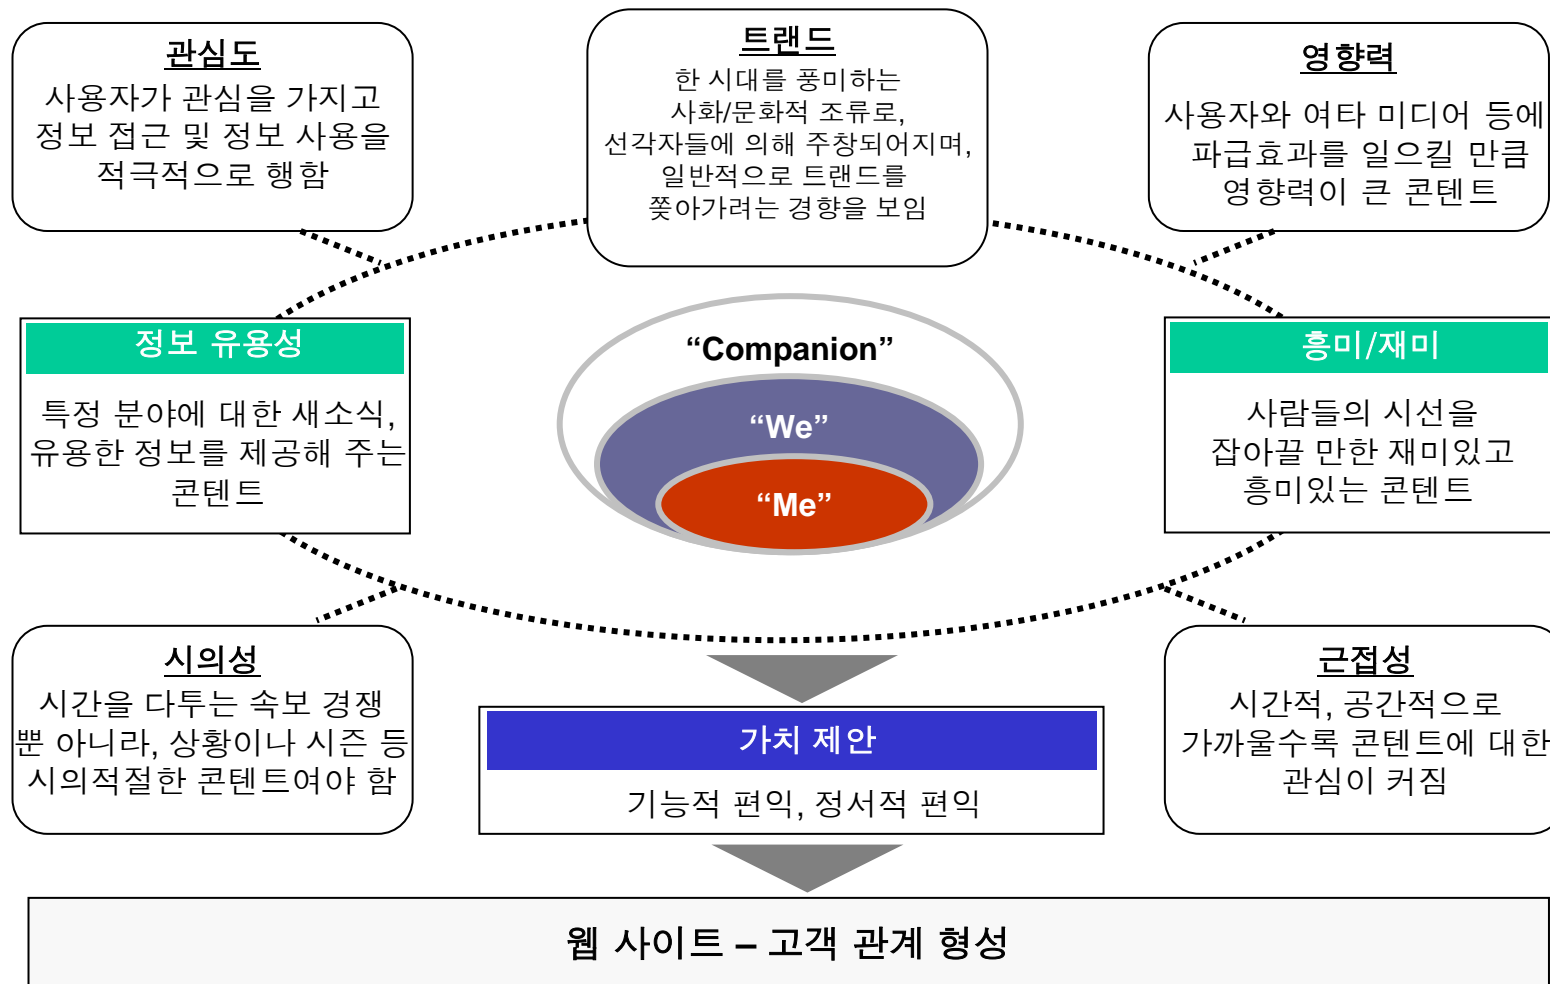 관심도
사용자가 관심을 가지고
정보 접근 및 정보 사용을
적극적으로 행함
트랜드
한 시대를 풍미하는
사화/문화적 조류로,
선각자들에 의해 주창되어지며,
일반적으로 트랜드를
쫒아가려는 경향을 보임
영향력
사용자와 여타 미디어 등에
파급효과를 일으킬 만큼
영향력이 큰 콘텐트
정보 유용성
특정 분야에 대한 새소식,
유용한 정보를 제공해 주는
콘텐트
“Companion”
“We”
“Me”
흥미/재미
사람들의 시선을
잡아끌 만한 재미있고
흥미있는 콘텐트
시의성
시간을 다투는 속보 경쟁
뿐 아니라, 상황이나 시즌 등
시의적절한 콘텐트여야 함
가치 제안
기능적 편익, 정서적 편익
근접성
시간적, 공간적으로
가까울수록 콘텐트에 대한
관심이 커짐
웹 사이트 – 고객 관계 형성